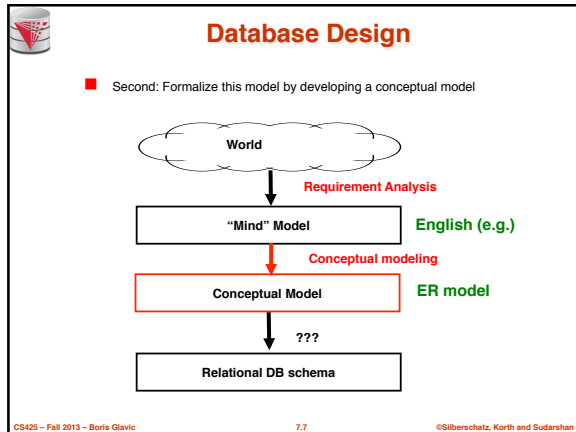 Database Design
Second: Formalize this model by developing a conceptual model
World
Requirement Analysis
“Mind” Model
English (e.g.)
Conceptual modeling
Conceptual Model
ER model
???
Relational DB schema
CS425 – Fall 2013 – Boris Glavic 7.7 ©Silberschatz, Korth and Sudarshan